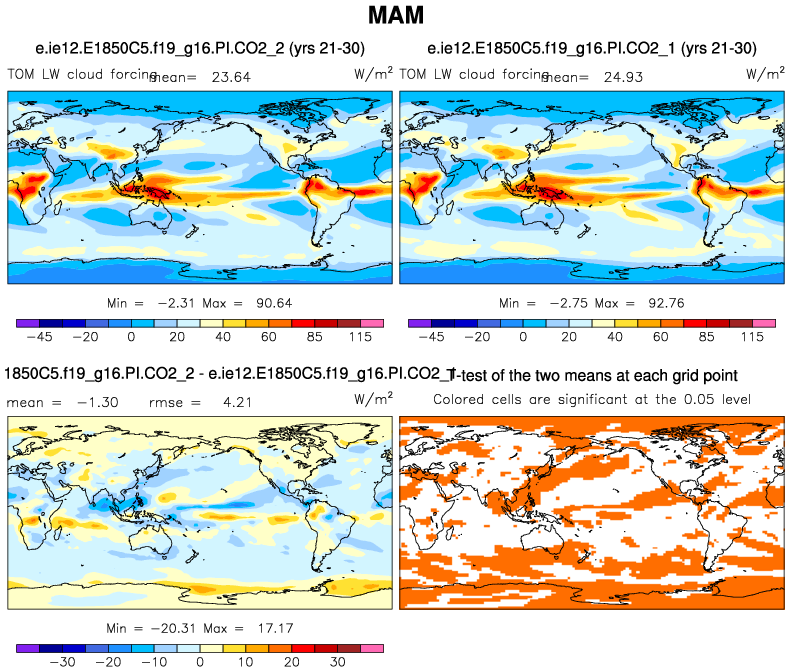 MAM
e.ie12.E1850C5.f19_g16.PI.CO2_2 (yrs 21-30)
TOM LW cloud forcing mean= 23.64 W/m²
Min = −2.31 Max = 90.64
−45 −20 0 20 40 60 85 115
e.ie12.E1850C5.f19_g16.PI.CO2_1 (yrs 21-30)
TOM LW cloud forcing mean= 24.93 W/m²
Min = −2.75 Max = 92.76
−45 −20 0 20 40 60 85 115
1850C5.f19_g16.PI.CO2_2 - e.ie12.E1850C5.f19_g16.PI.CO2_1
mean = −1.30 rmse = 4.21 W/m²
Min = −20.31 Max = 17.17
−30 −20 −10 0 10 20 30
T-test of the two means at each grid point
Colored cells are significant at the 0.05 level